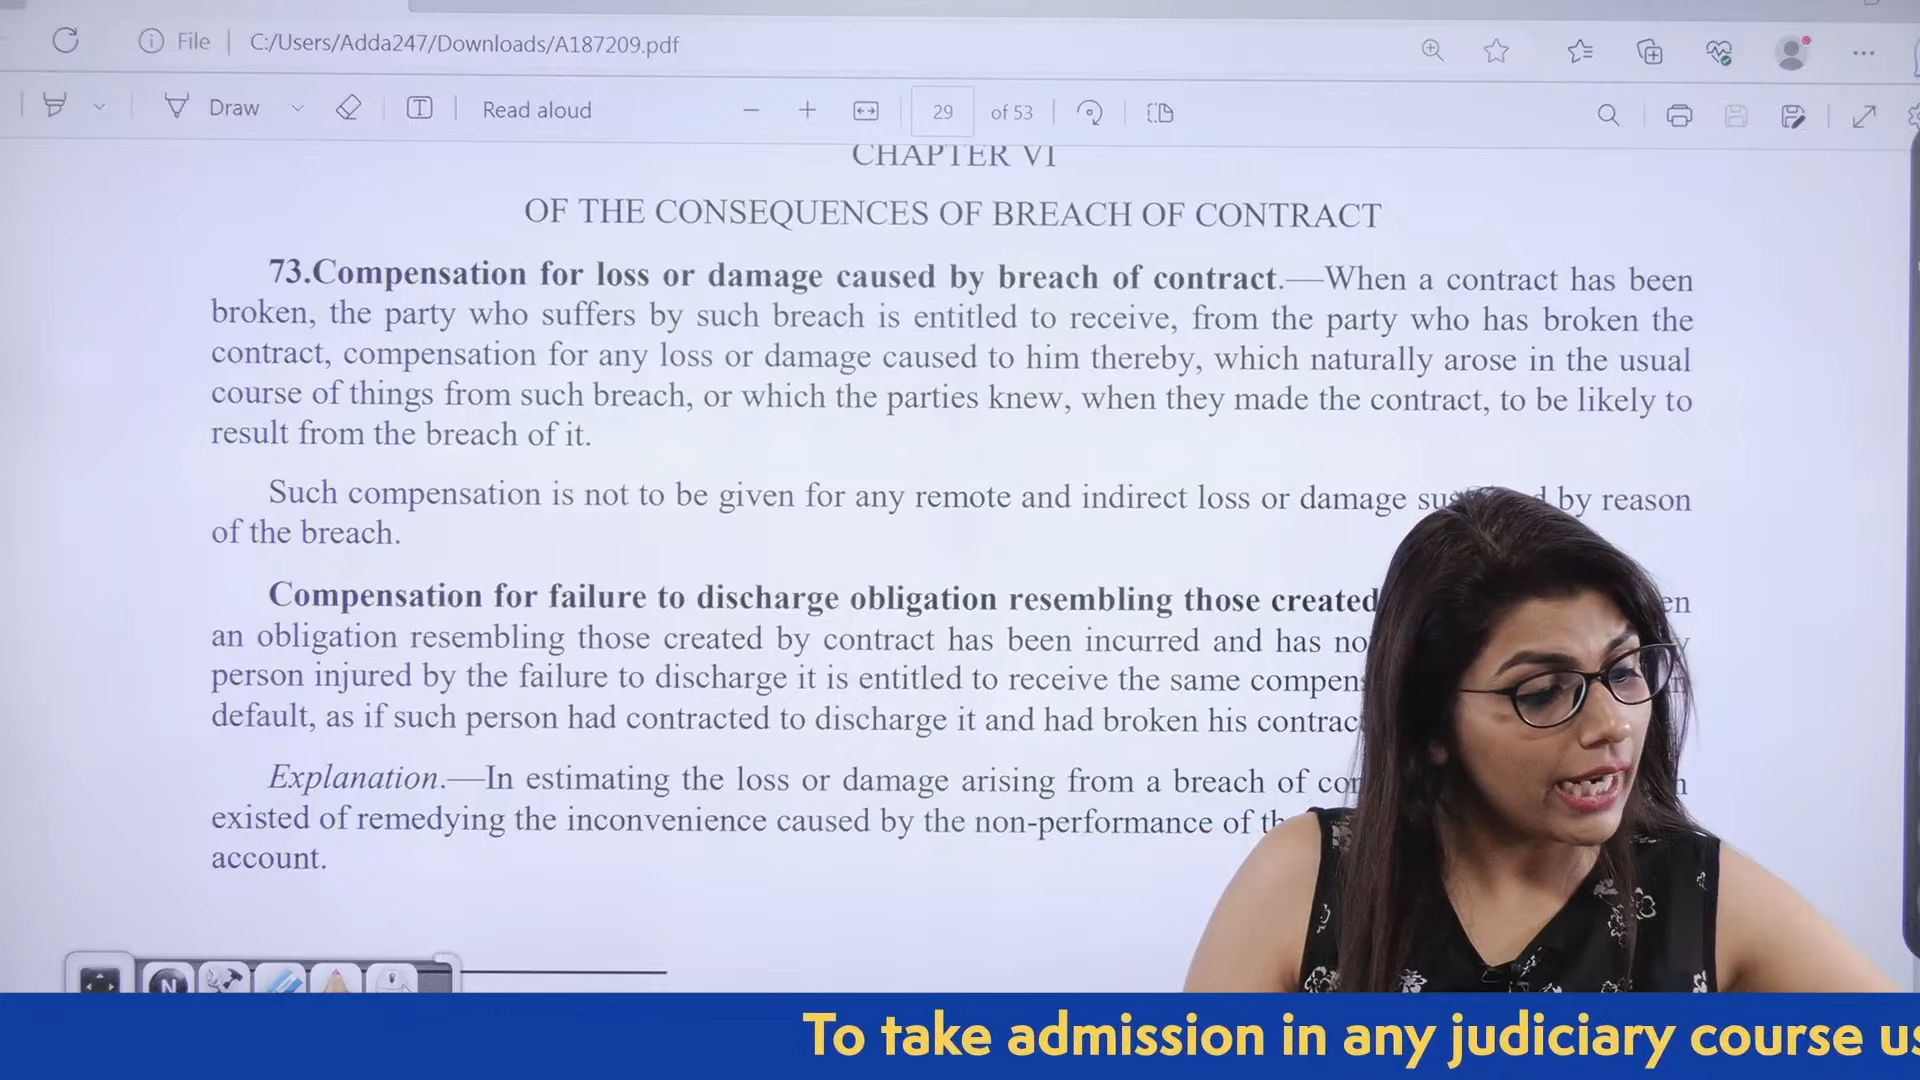 File
C:/Users/Adda247/Downloads/A187209.pdf
Draw
Read aloud
29 of 53
CHAPTER VI
OF THE CONSEQUENCES OF BREACH OF CONTRACT
73.Compensation for loss or damage caused by breach of contract.—When a contract has been
broken, the party who suffers by such breach is entitled to receive, from the party who has broken the
contract, compensation for any loss or damage caused to him thereby, which naturally arose in the usual
course of things from such breach, or which the parties knew, when they made the contract, to be likely to
result from the breach of it.
Such compensation is not to be given for any remote and indirect loss or damage by reason
of the breach.
Compensation for failure to discharge obligation resembling those created
an obligation resembling those created by contract has been incurred and has
person injured by the failure to discharge it is entitled to receive the same
default, as if such person had contracted to discharge it and had broken his
Explanation.—In estimating the loss or damage arising from a breach of
existed of remedying the inconvenience caused by the non-performance of
account.
N
To take admission in any judiciary course